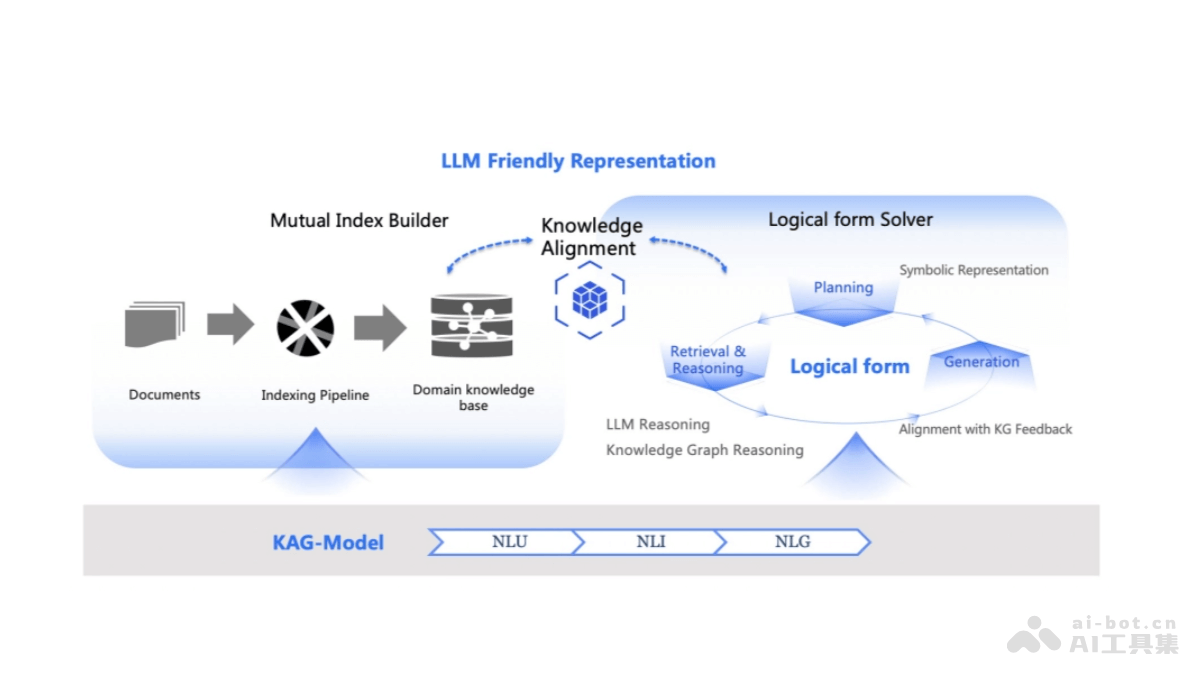 LLM Friendly Representation
Mutual Index Builder
Knowledge
Alignment
Logical form Solver
Symbolic Representation
Planning
Retrieval &
Reasoning
Logical form
Generation
Documents
Indexing Pipeline
Domain knowledge
base
LLM Reasoning
Knowledge Graph Reasoning
Alignment with KG Feedback
KAG-Model
NLU
NLI
NLG
ai-bot.cn
AI工具集